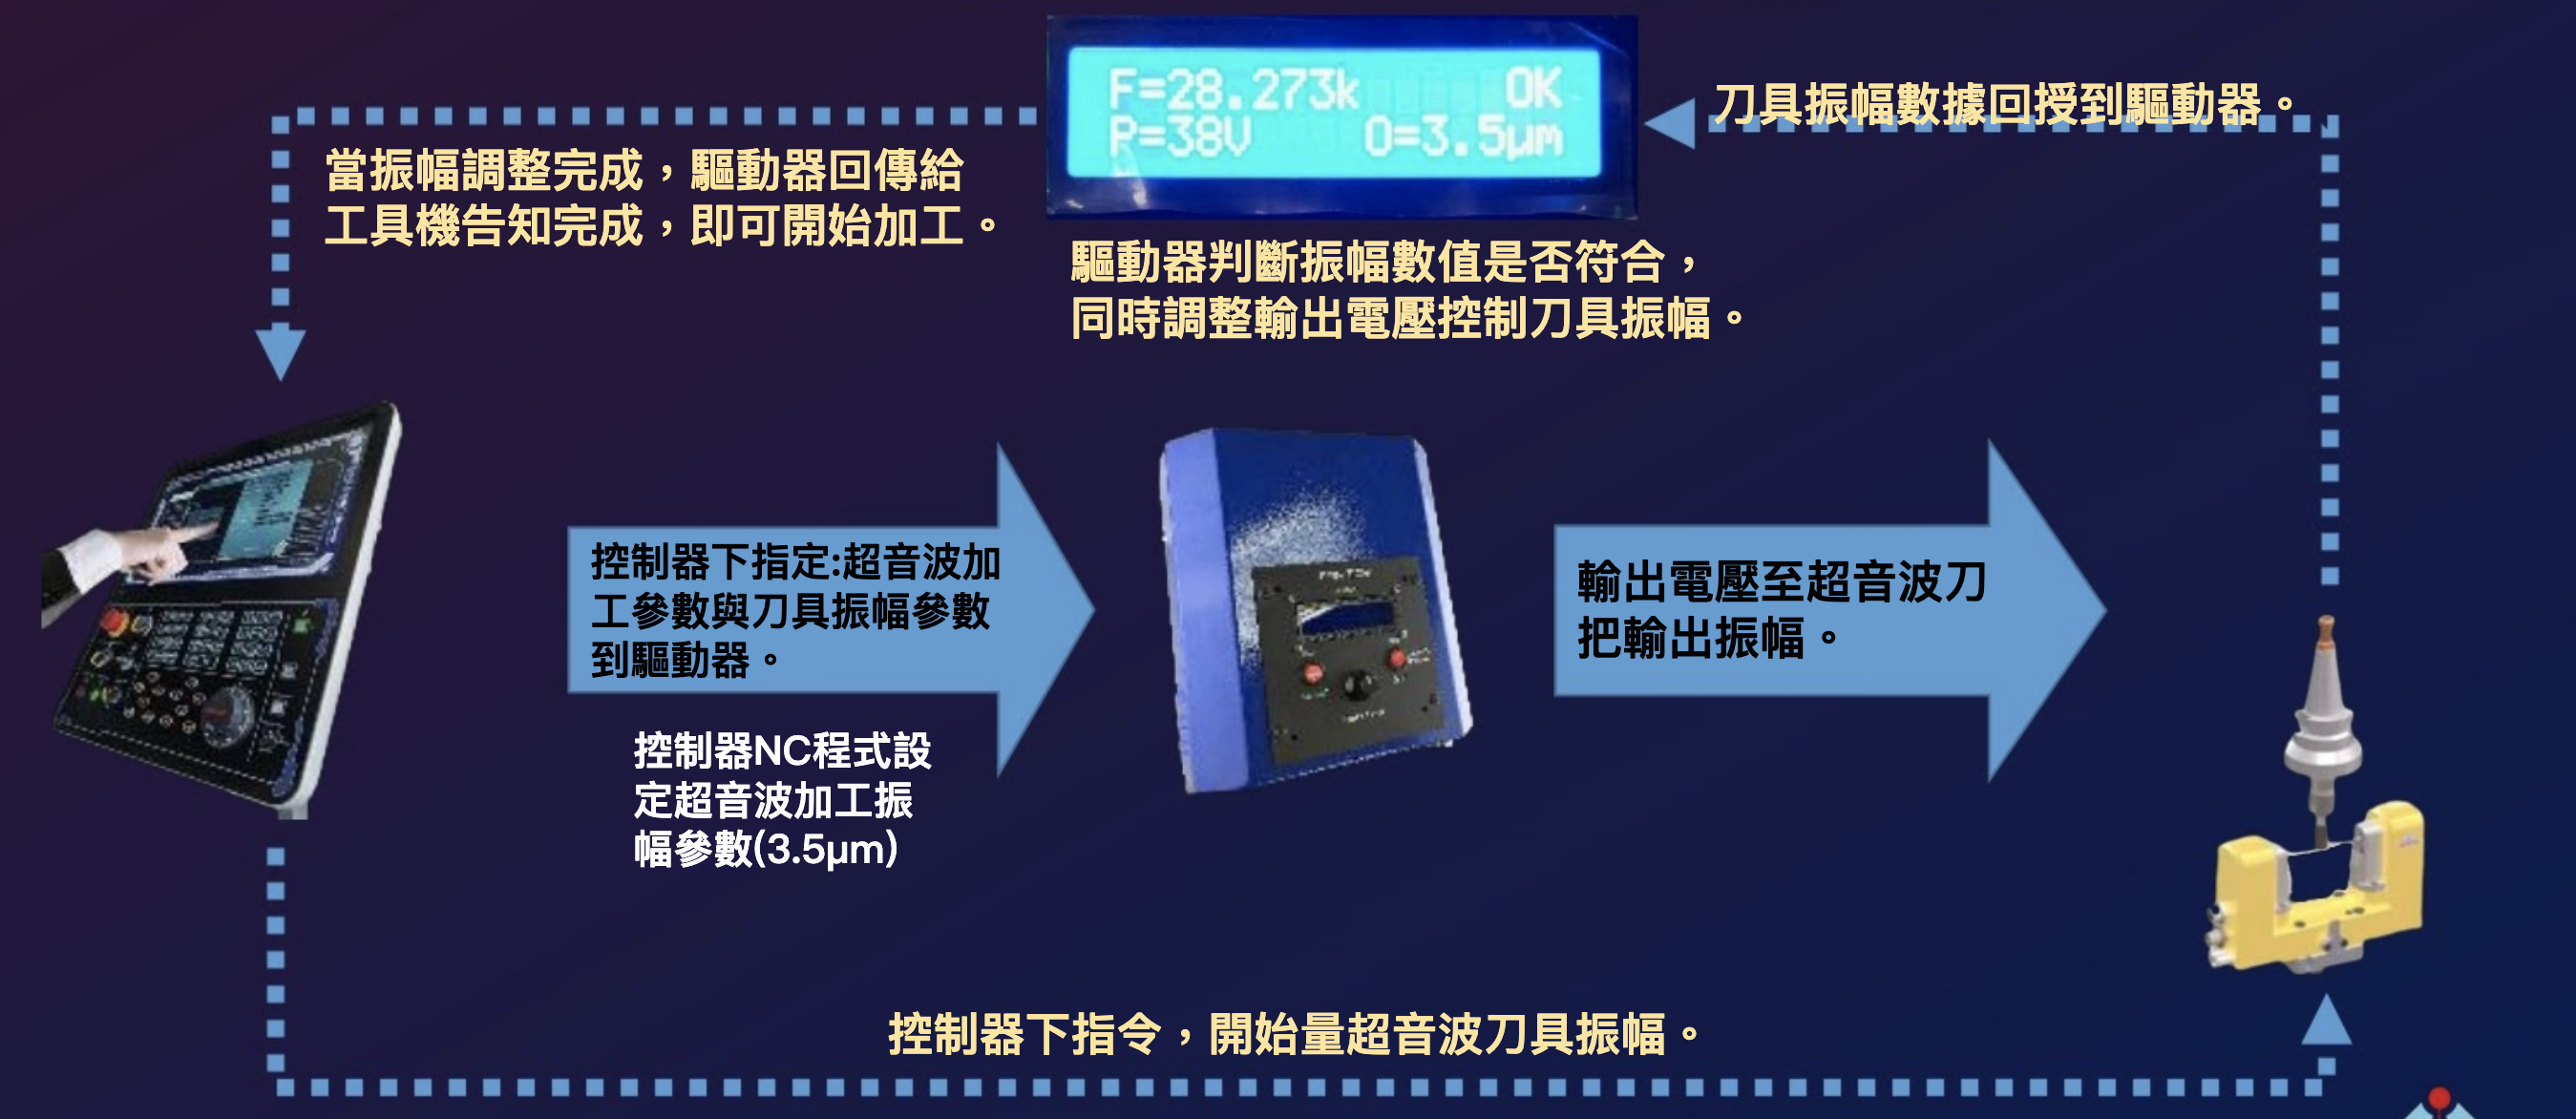 F=28.273k OK
P=38V O=3.5µm
刀具振幅數據回授到驅動器。
當振幅調整完成，驅動器回傳給
工具機告知完成，即可開始加工。
驅動器判斷振幅數值是否符合，
同時調整輸出電壓控制刀具振幅。
控制器下指定:超音波加
工參數與刀具振幅參數
到驅動器。
輸出電壓至超音波刀
把輸出振幅。
控制器NC程式設
定超音波加工振
幅參數(3.5µm)
控制器下指令，開始量超音波刀具振幅。